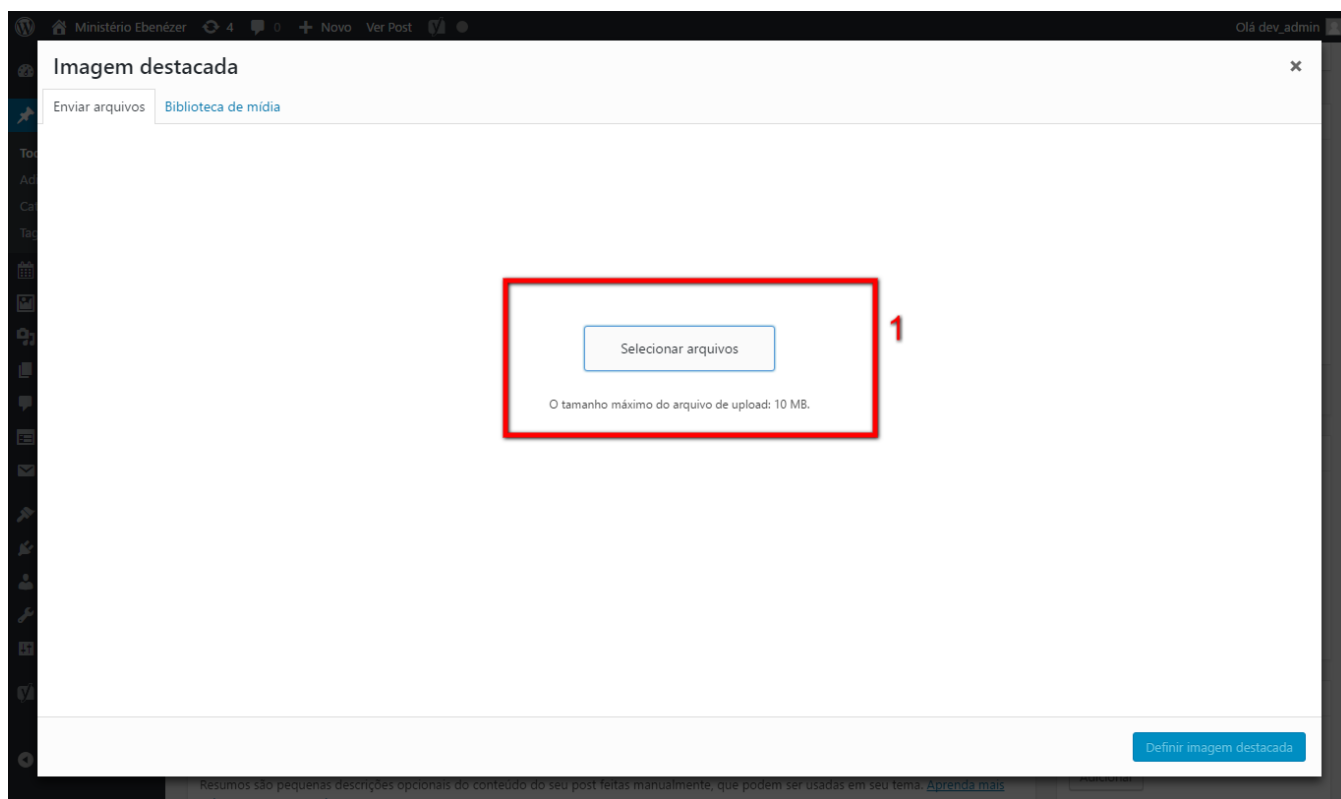 Ministério Ebenézer 4 0 + Novo Ver Post Olá dev_admin
Imagem destacada
Enviar arquivos Biblioteca de mídia
Selecionar arquivos
1
O tamanho máximo do arquivo de upload: 10 MB.
Definir imagem destacada
Adicionar
Resumos são pequenas descrições opcionais do conteúdo do seu post feitas manualmente, que podem ser usadas em seu tema. Aprenda mais